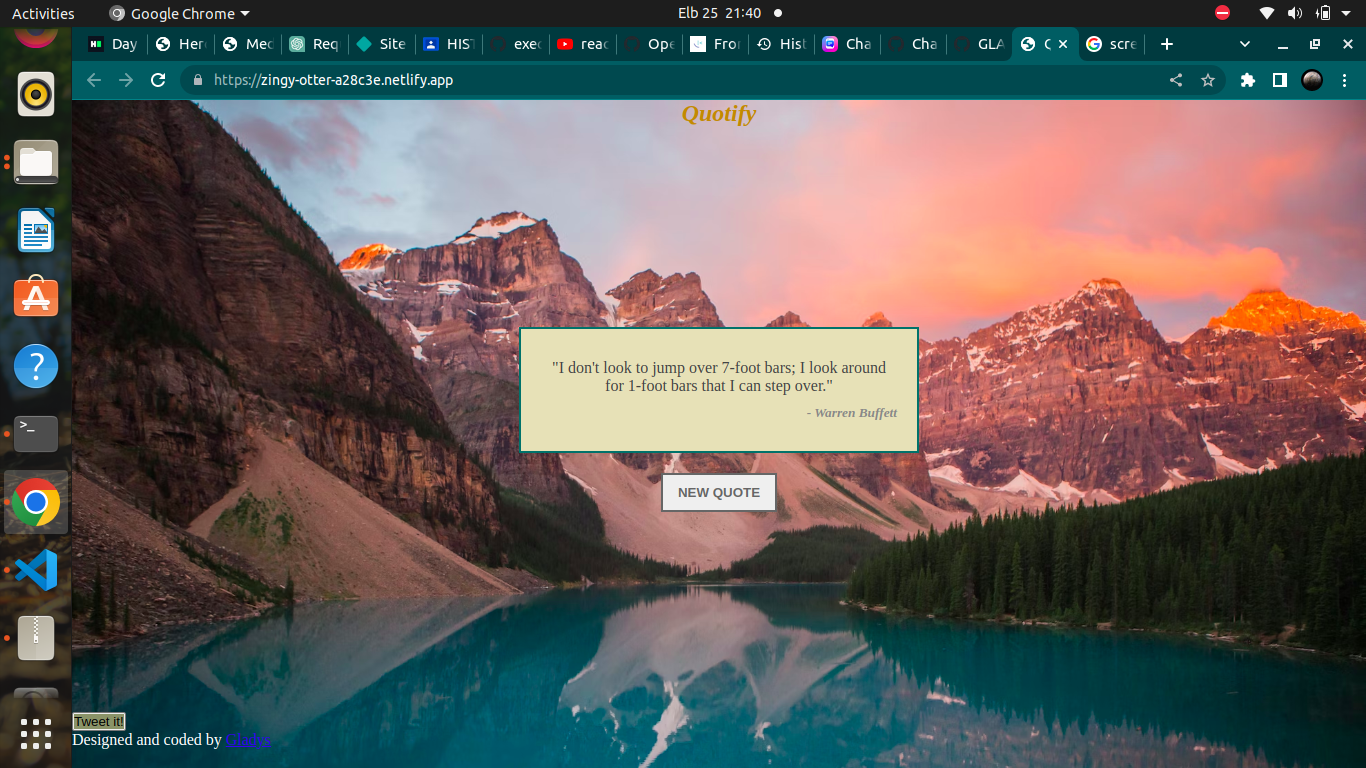 Activities
Google Chrome
Elb 25 21:40
Day
Her
Med
Req
Site
HIST
exec
reac
Ope
Fror
Hist
Cha
Cha
GLA
scre
https://zingy-otter-a28c3e.netlify.app
Quotify
"I don't look to jump over 7-foot bars; I look around
for 1-foot bars that I can step over."
- Warren Buffett
NEW QUOTE
Tweet it!
Designed and coded by Gladys